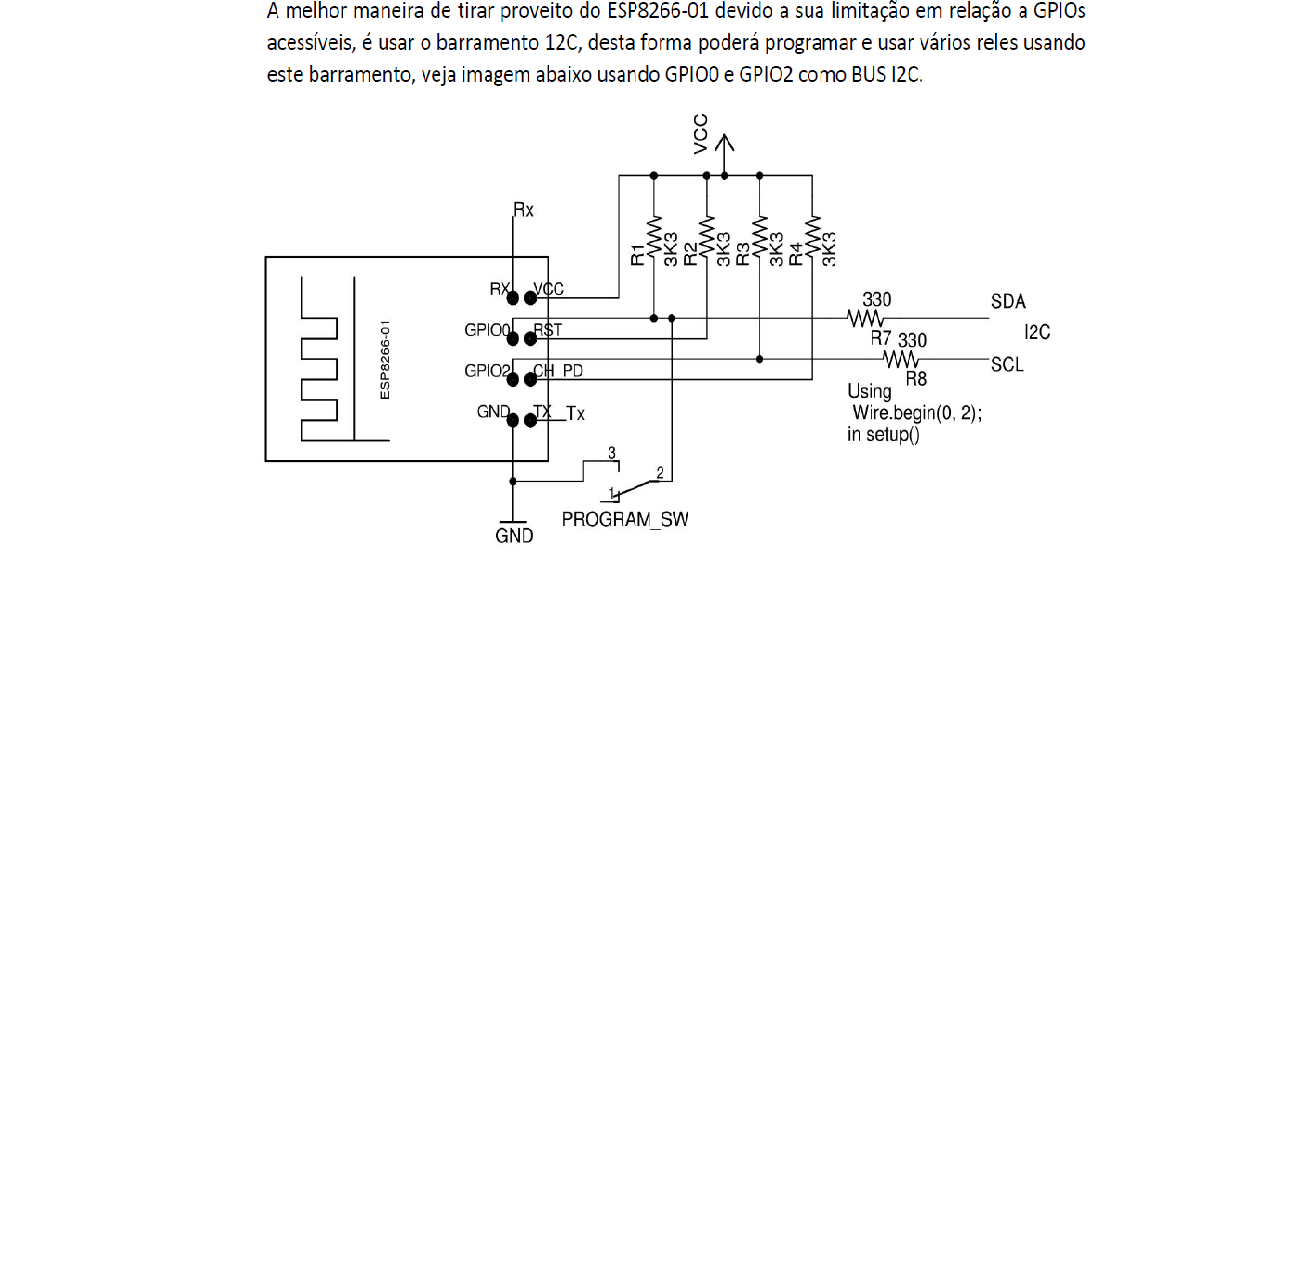 A melhor maneira de tirar proveito do ESP8266-01 devido a sua limitação em relação a GPIOs
acessíveis, é usar o barramento 12C, desta forma poderá programar e usar vários reles usando
este barramento, veja imagem abaixo usando GPIO0 e GPIO2 como BUS I2C.
VCC
Rx
R1
3K3
R2
3K3
R3
3K3
R4
3K3
RX
VCC
GPIO0
RST
GPIO2
CH_PD
GND
TX
Tx
ESP8266-01
330
R7
SDA
I2C
330
R8
SCL
Using
Wire.begin(0, 2);
in setup()
3
2
1
PROGRAM_SW
GND